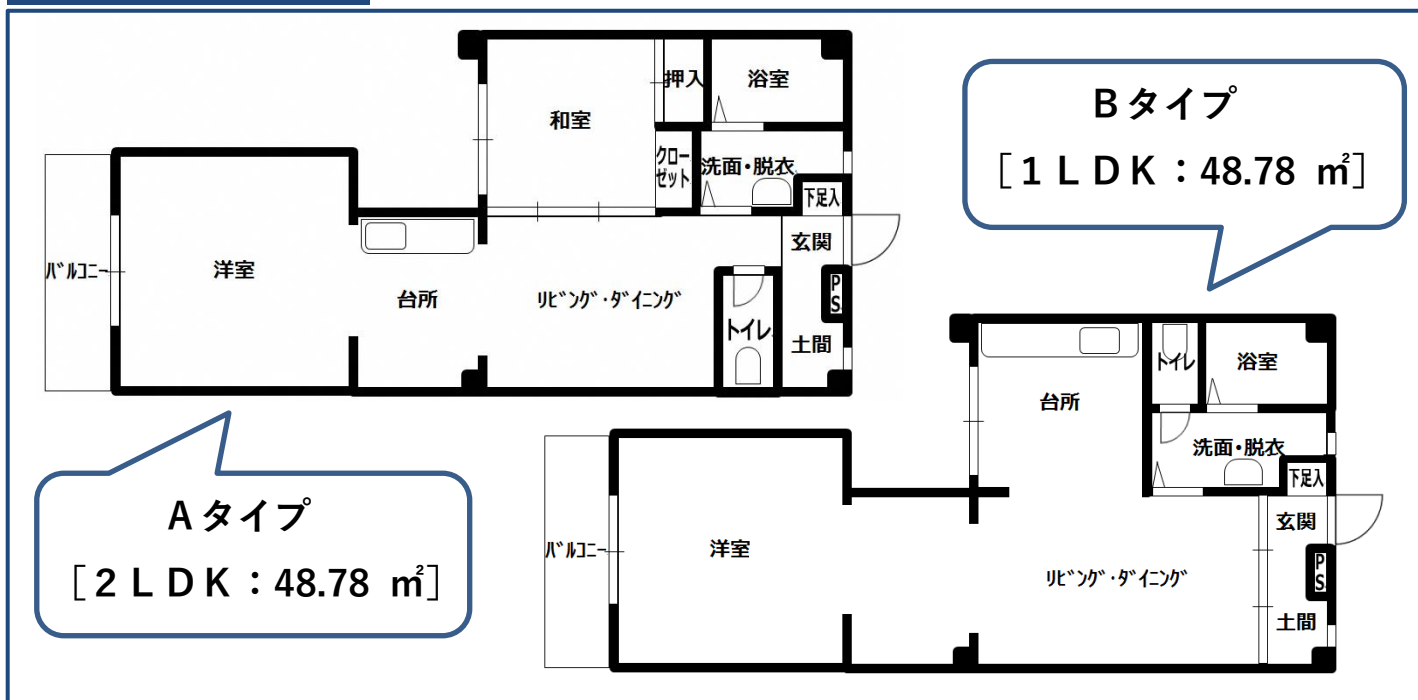 押入
浴室
和室
クロー
ゼット
洗面・脱衣
下足入
玄関
バルコニー
洋室
台所
リビング・ダイニング
PS
トイレ
土間
Aタイプ
[2LDK:48.78 ㎡]
Bタイプ
[1LDK:48.78 ㎡]
トイレ
浴室
台所
洗面・脱衣
下足入
玄関
バルコニー
洋室
リビング・ダイニング
PS
土間